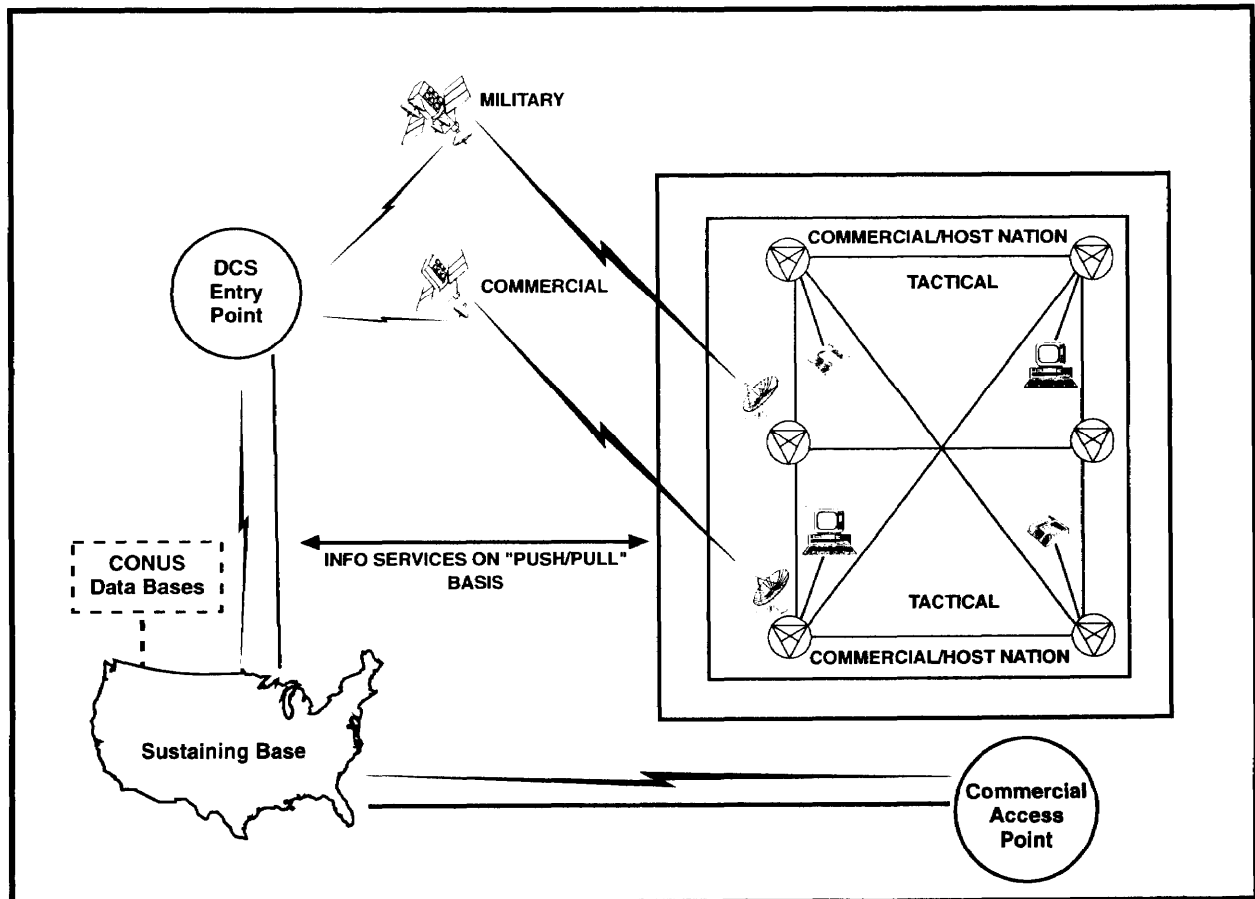 MILITARY
COMMERCIAL/HOST NATION
TACTICAL
DCS
Entry
Point
COMMERCIAL
INFO SERVICES ON "PUSH/PULL"
BASIS
CONUS
Data Bases
TACTICAL
COMMERCIAL/HOST NATION
Sustaining Base
Commercial
Access
Point